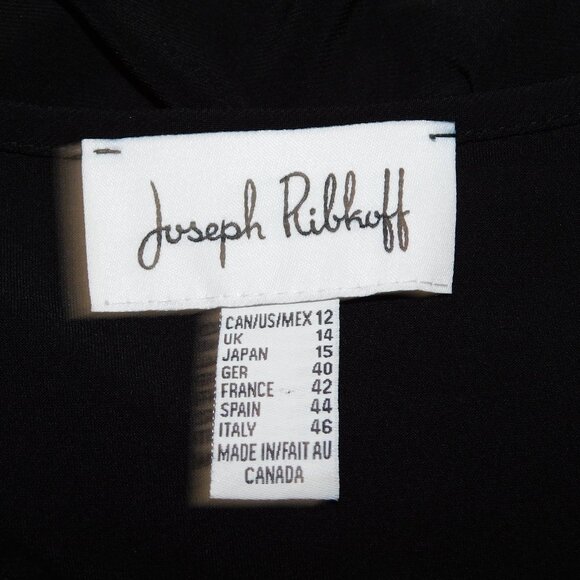 Joseph Ribkoff
CAN/US/MEX 12
UK 14
JAPAN 15
GER 40
FRANCE 42
SPAIN 44
ITALY 46
MADE IN/FAIT AU
CANADA